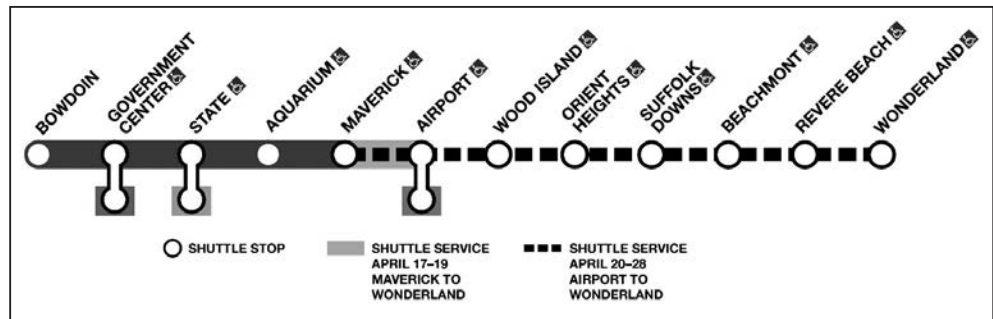 BOWDOIN
GOVERNMENT
CENTER
STATE
AQUARIUM
MAVERICK
AIRPORT
WOOD ISLAND
ORIENT
HEIGHTS
SUFFOLK
DOWNS
BEACHMONT
REVERE BEACH
WONDERLAND
SHUTTLE STOP
SHUTTLE SERVICE
APRIL 17–19
MAVERICK TO
WONDERLAND
SHUTTLE SERVICE
APRIL 20–28
AIRPORT TO
WONDERLAND